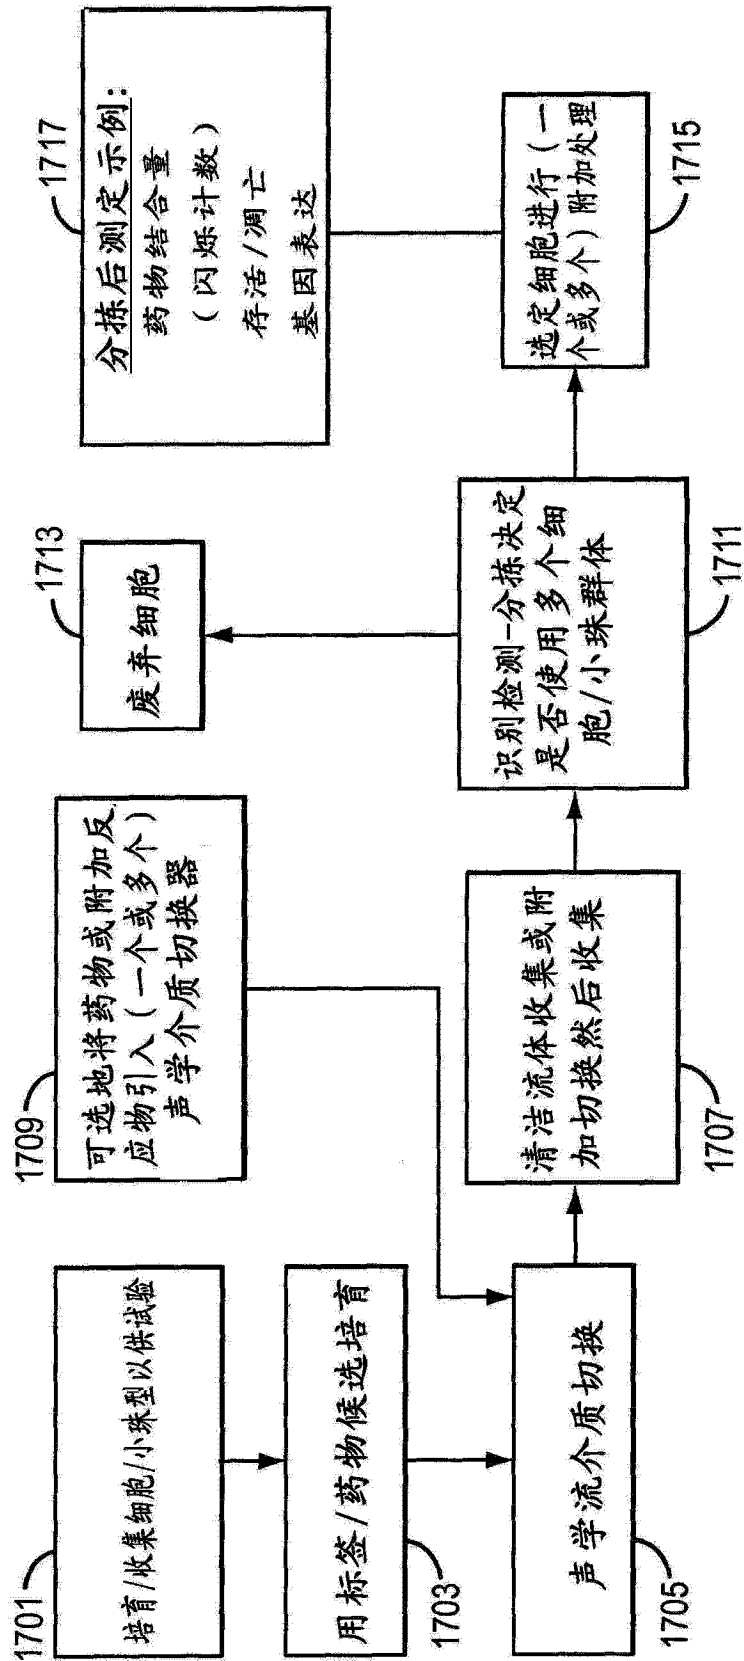 1701
培育/收集细胞/小珠型以供试验
1703
用标签/药物候选培育
1705
声学流介质切换
1709
可选地将药物或附加反
应物引入(一个或多个)
声学介质切换器
1707
清洁流体收集或附
加切换然后收集
1711
识别检测-分拣决定
是否使用多个细
胞/小珠群体
1713
废弃细胞
1715
选定细胞进行(一
个或多个)附加处理
1717
分拣后测定示例:
药物结合量
(闪烁计数)
存活/凋亡
基因表达